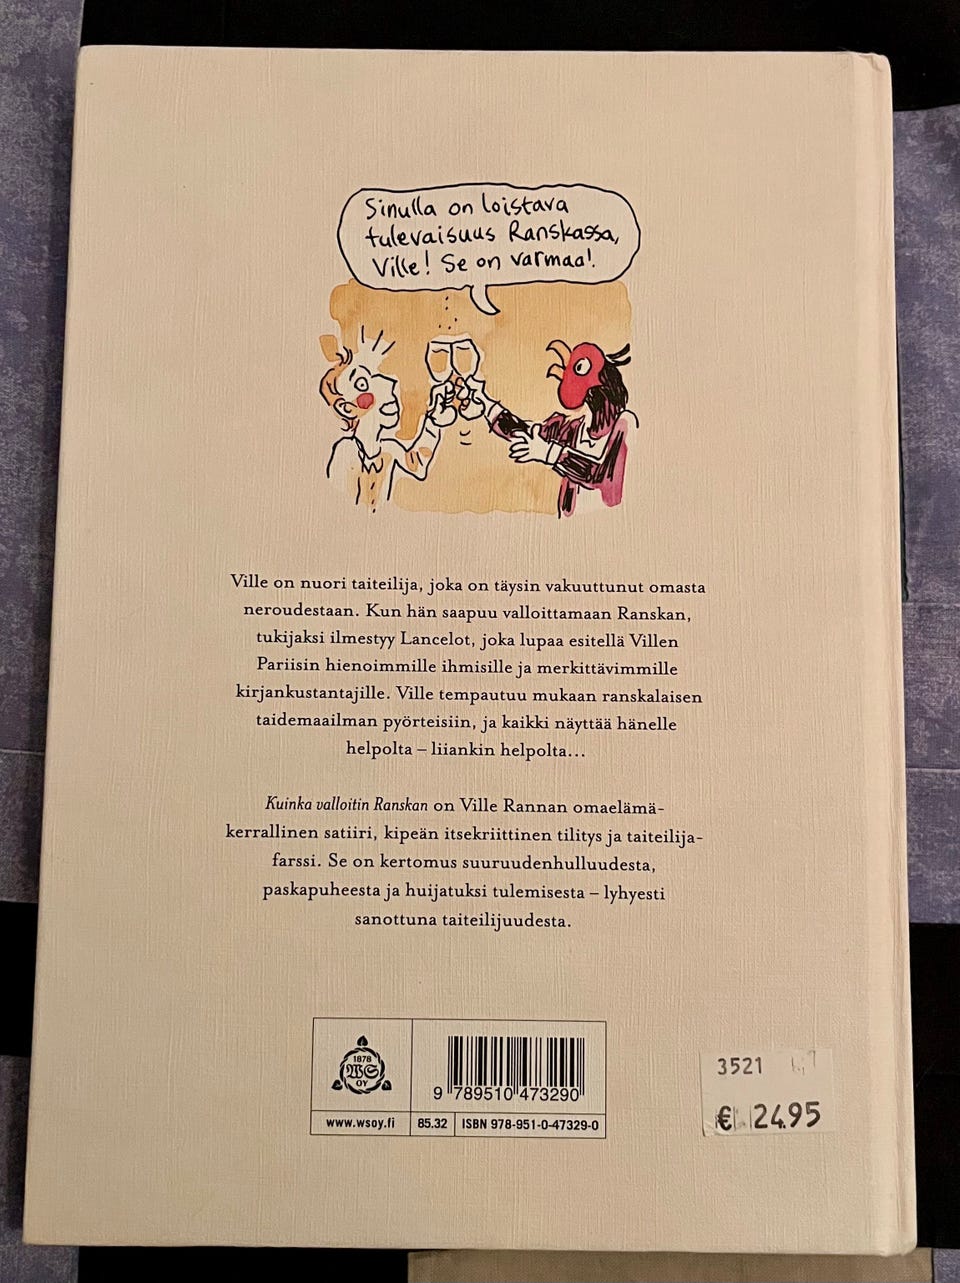 Sinulla on loistava
tulevaisuus Ranskassa,
Ville! Se on varmaa!
Ville on nuori taiteilija, joka on täysin vakuuttunut omasta
neroudestaan. Kun hän saapuu valloittamaan Ranskan,
tukijaksi ilmestyy Lancelot, joka lupaa esitellä Villen
Pariisin hienoimmille ihmisille ja merkittävimmille
kirjankustantajille. Ville tempautuu mukaan ranskalaisen
taidemaailman pyörteisiin, ja kaikki näyttää hänelle
helpolta – liiankin helpolta...
Kuinka valloitin Ranskan on Ville Rannan omaelämä-
kerrallinen satiiri, kipeän itsekriittinen tilitys ja taiteilija-
farssi. Se on kertomus suuruudenhulluudesta,
paskapuheesta ja huijatuksi tulemisesta – lyhyesti
sanottuna taiteilijuudesta.
1878
WS
OY
9 789510 473290
www.wsoy.fi 85.32 ISBN 978-951-0-47329-0
3521
€ 24.95